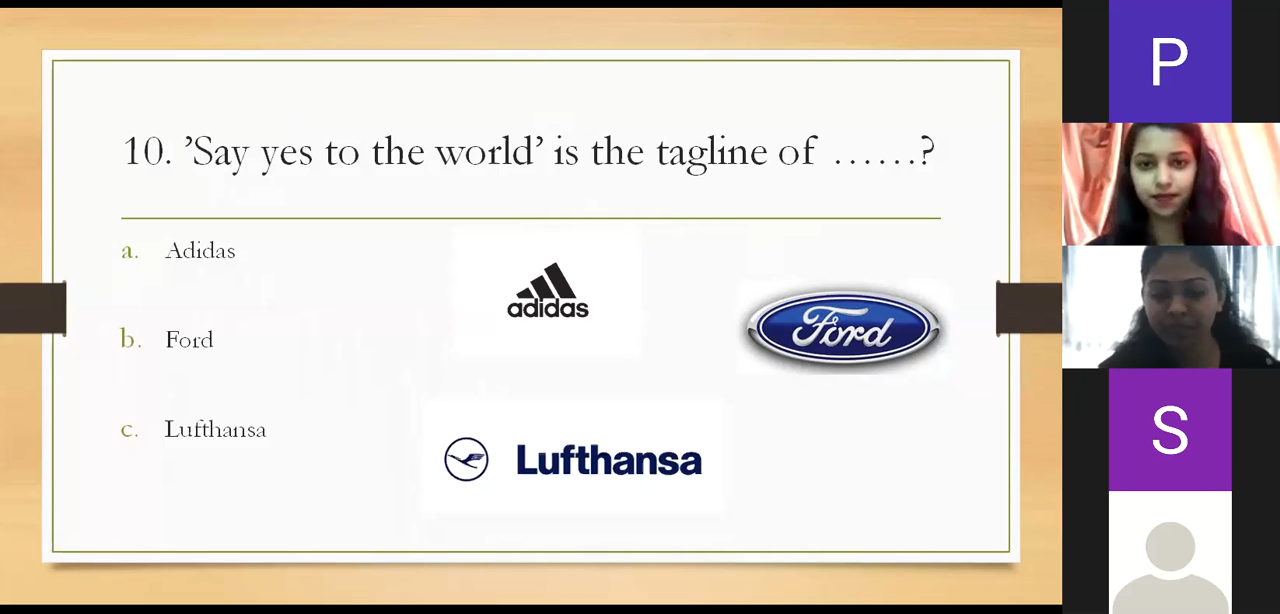 10. ’Say yes to the world’ is the tagline of ……?
a. Adidas
b. Ford
c. Lufthansa
adidas
Ford
Lufthansa
P
S